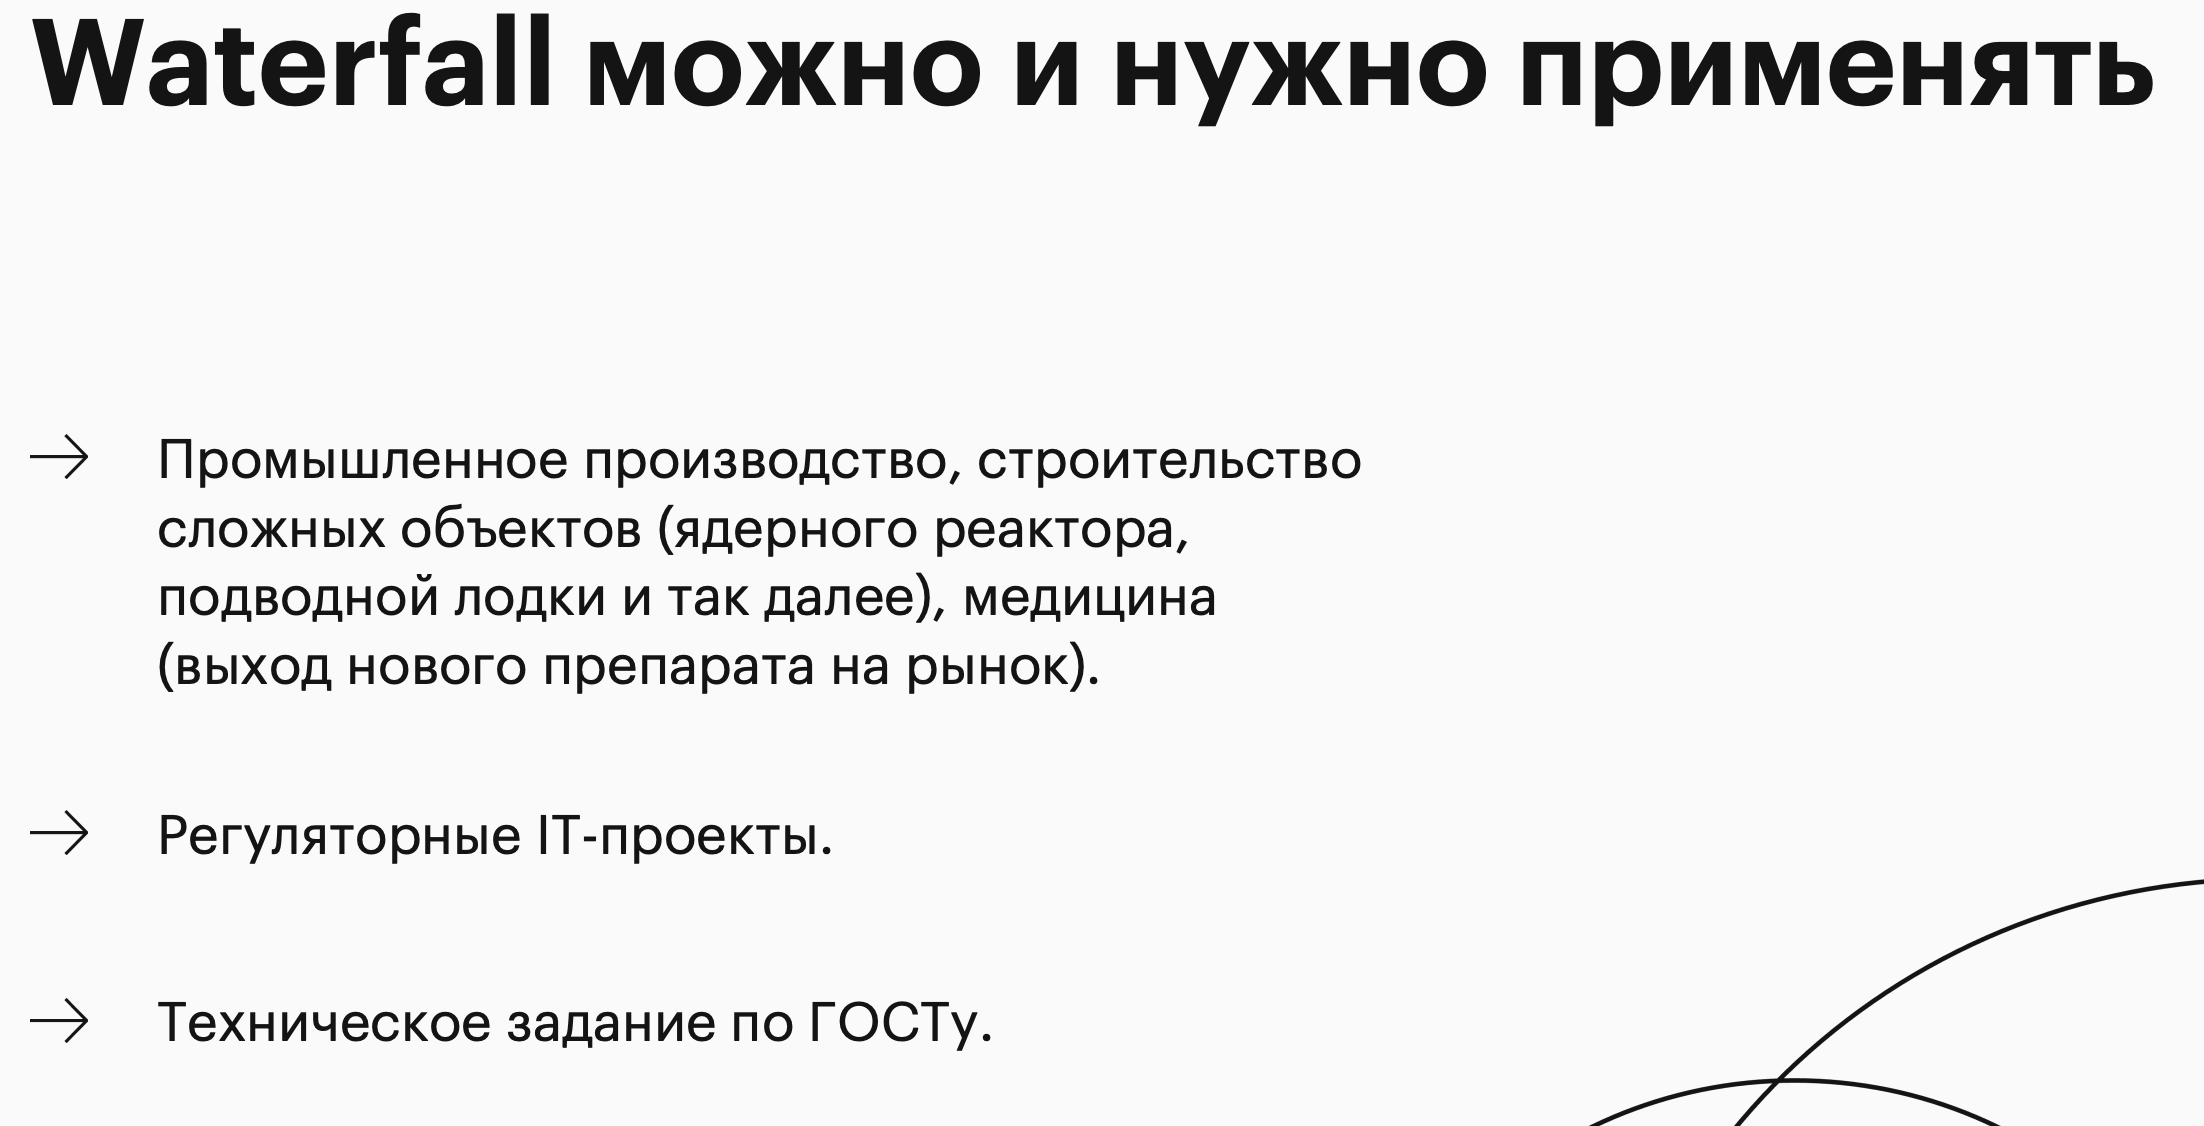 Waterfall можно и нужно применять
Промышленное производство, строительство
сложных объектов (ядерного реактора,
подводной лодки и так далее), медицина
(выход нового препарата на рынок).
Регуляторные IT-проекты.
Техническое задание по ГОСТу.